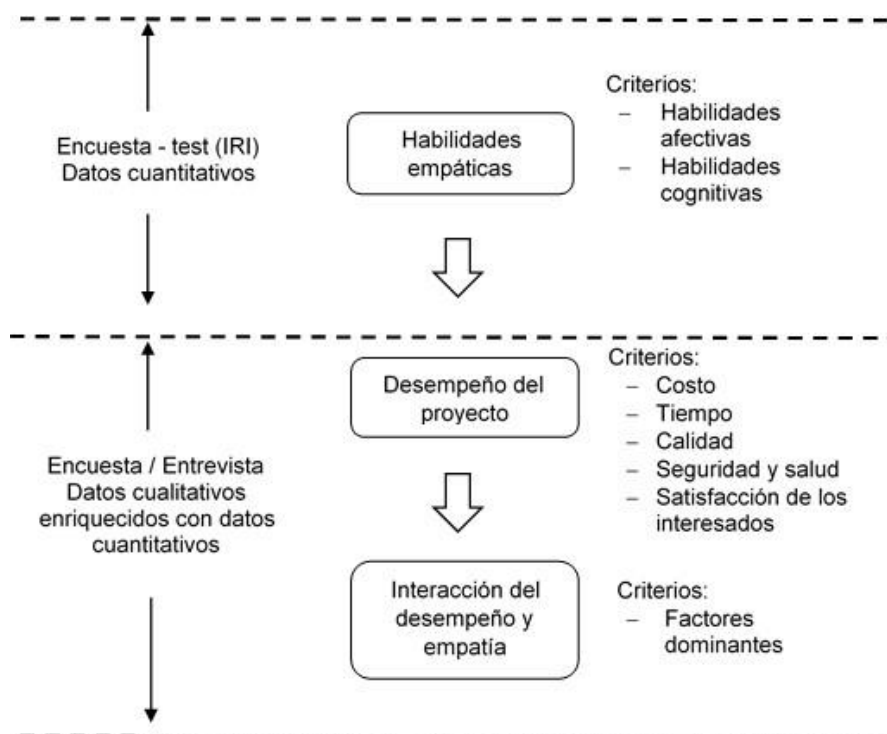 Encuesta - test (IRI)
Datos cuantitativos
Habilidades
empáticas
Criterios:
– Habilidades
afectivas
– Habilidades
cognitivas
Encuesta / Entrevista
Datos cualitativos
enriquecidos con datos
cuantitativos
Desempeño del
proyecto
Criterios:
– Costo
– Tiempo
– Calidad
– Seguridad y salud
– Satisfacción de los
interesados
Interacción del
desempeño y
empatía
Criterios:
– Factores
dominantes